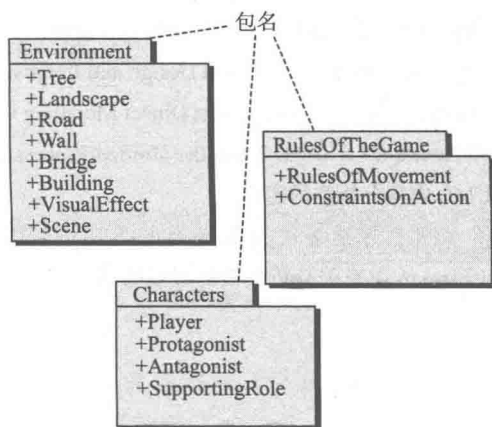 包名
Environment
+Tree
+Landscape
+Road
+Wall
+Bridge
+Building
+VisualEffect
+Scene
RulesOfTheGame
+RulesOfMovement
+ConstraintsOnAction
Characters
+Player
+Protagonist
+Antagonist
+SupportingRole